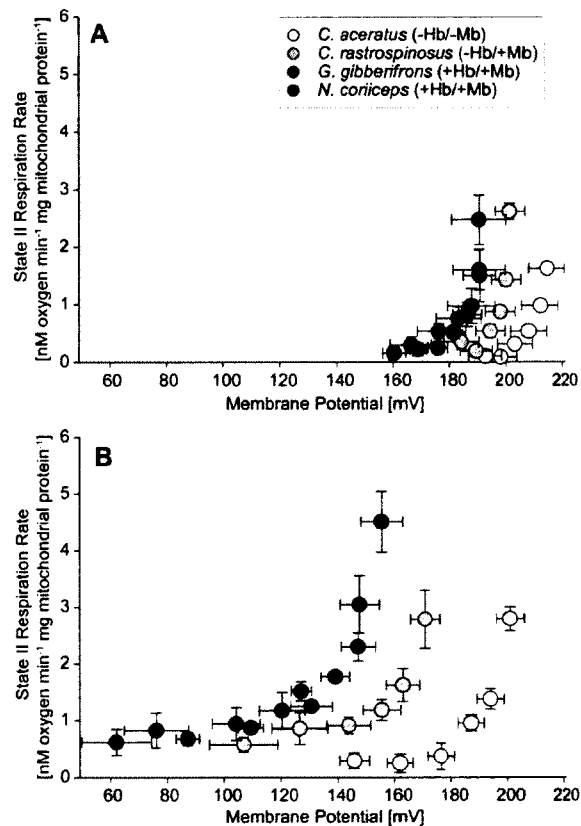 A
C. aceratus (-Hb/-Mb)
C. rastrospinosus (-Hb/+Mb)
G. gibberifrons (+Hb/+Mb)
N. coriiceps (+Hb/+Mb)
State II Respiration Rate
[nM oxygen min⁻¹ mg mitochondrial protein⁻¹]
6
5
4
3
2
1
0
60 80 100 120 140 160 180 200 220
Membrane Potential [mV]
B
State II Respiration Rate
[nM oxygen min⁻¹ mg mitochondrial protein⁻¹]
6
5
4
3
2
1
0
60 80 100 120 140 160 180 200 220
Membrane Potential [mV]